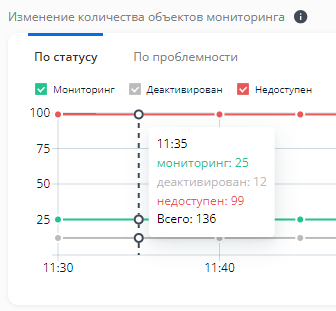 Изменение количества объектов мониторинга
По статусу
По проблемности
Мониторинг
Деактивирован
Недоступен
100
75
50
25
11:35
мониторинг: 25
деактивирован: 12
недоступен: 99
Всего: 136
11:30
11:40